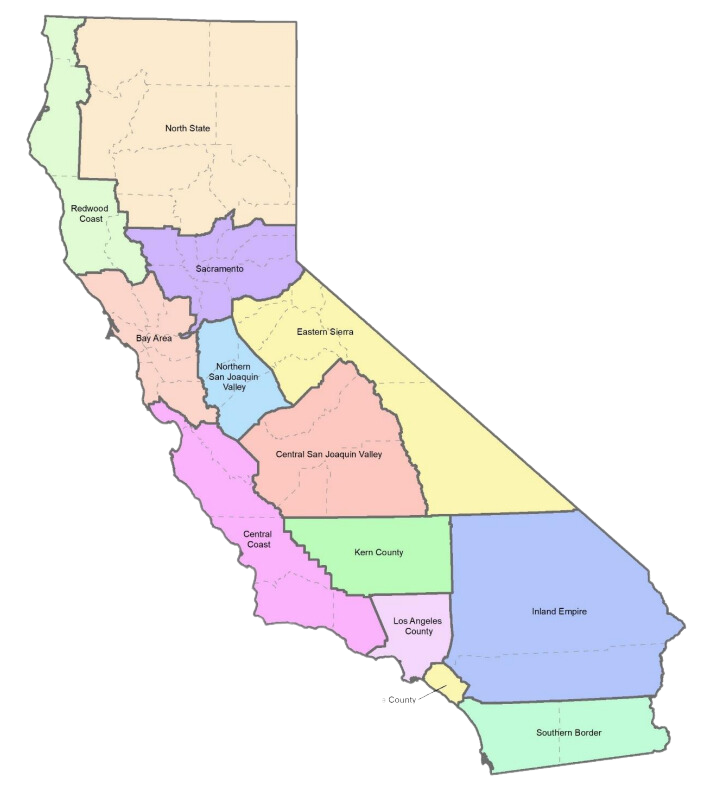 North State
Redwood
Coast
Sacramento
Eastern Sierra
Bay Area
Northern
San Joaquin
Valley
Central San Joaquin Valley
Central
Coast
Kern County
Inland Empire
Los Angeles
County
County
Southern Border